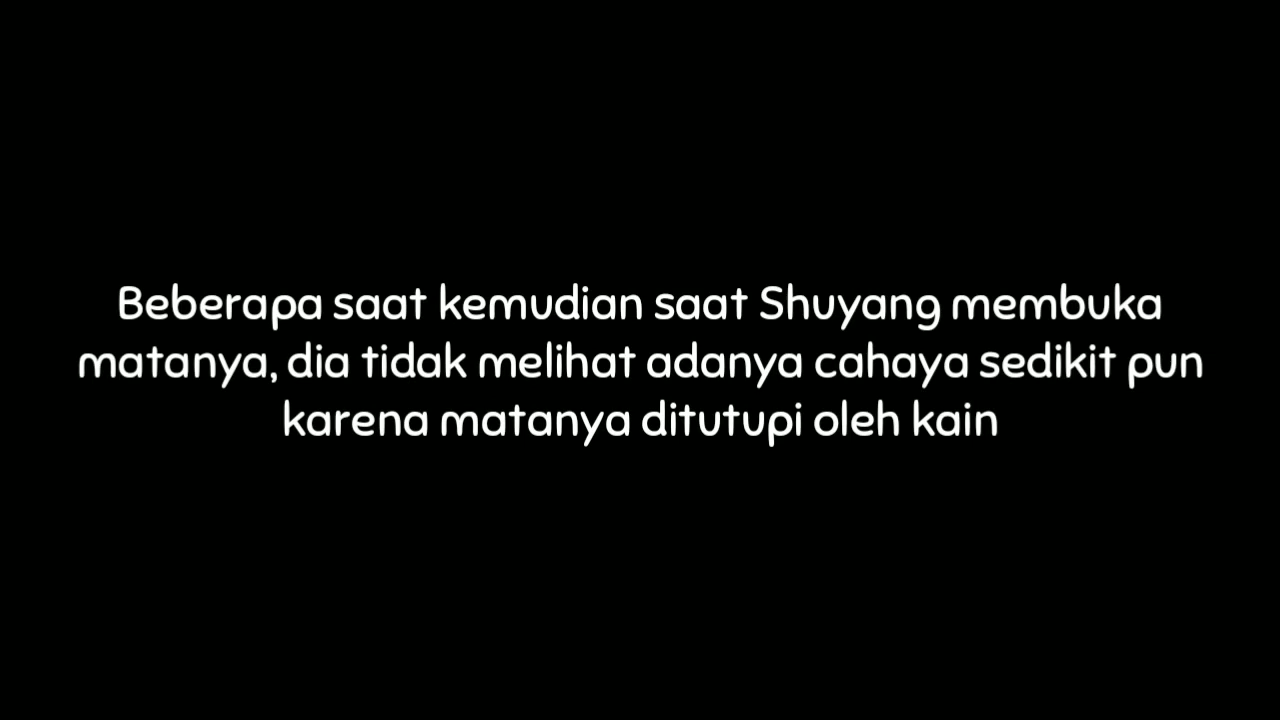 Beberapa saat kemudian saat Shuyang membuka
matanya, dia tidak melihat adanya cahaya sedikit pun
karena matanya ditutupi oleh kain